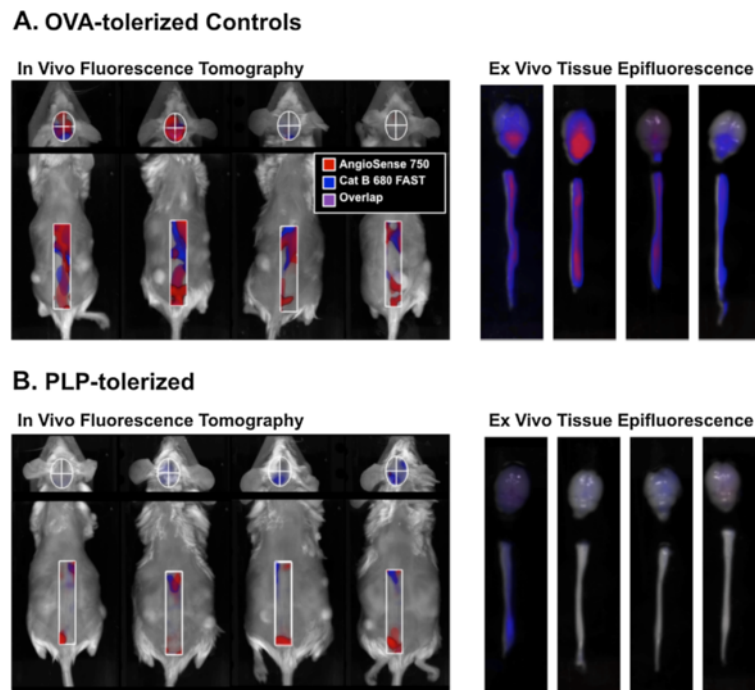 A. OVA-tolerized Controls
In Vivo Fluorescence Tomography
Ex Vivo Tissue Epifluorescence
AngioSense 750
Cat B 680 FAST
Overlap
B. PLP-tolerized
In Vivo Fluorescence Tomography
Ex Vivo Tissue Epifluorescence